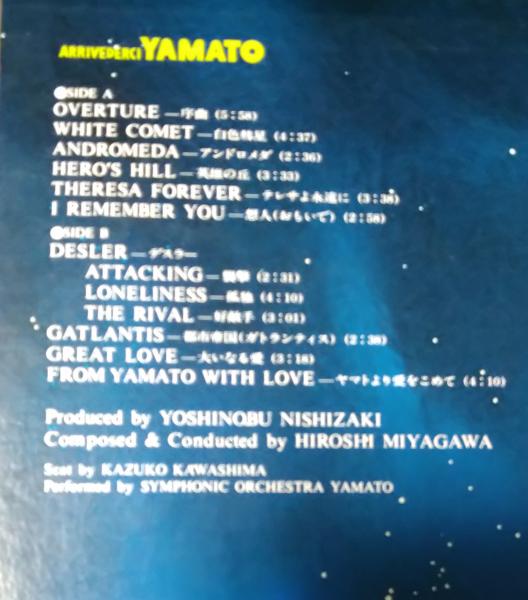 ARRIVEDERCI YAMATO
●SIDE A
OVERTURE—序曲 (5:58)
WHITE COMET—白色彗星 (4:37)
ANDROMEDA—アンドロメダ (2:36)
HERO'S HILL—英雄の丘 (3:33)
THERESA FOREVER—テレサよ永遠に (3:38)
I REMEMBER YOU—想人(おもいで) (2:58)
●SIDE B
DESLER—デスラー
ATTACKING—襲撃 (2:31)
LONELINESS—孤独 (4:10)
THE RIVAL—好敵手 (3:01)
GATLANTIS—都市帝国(ガトランティス) (2:38)
GREAT LOVE—大いなる愛 (3:18)
FROM YAMATO WITH LOVE—ヤマトより愛をこめて (4:10)
Produced by YOSHINOBU NISHIZAKI
Composed & Conducted by HIROSHI MIYAGAWA
Scat by KAZUKO KAWASHIMA
Performed by SYMPHONIC ORCHESTRA YAMATO